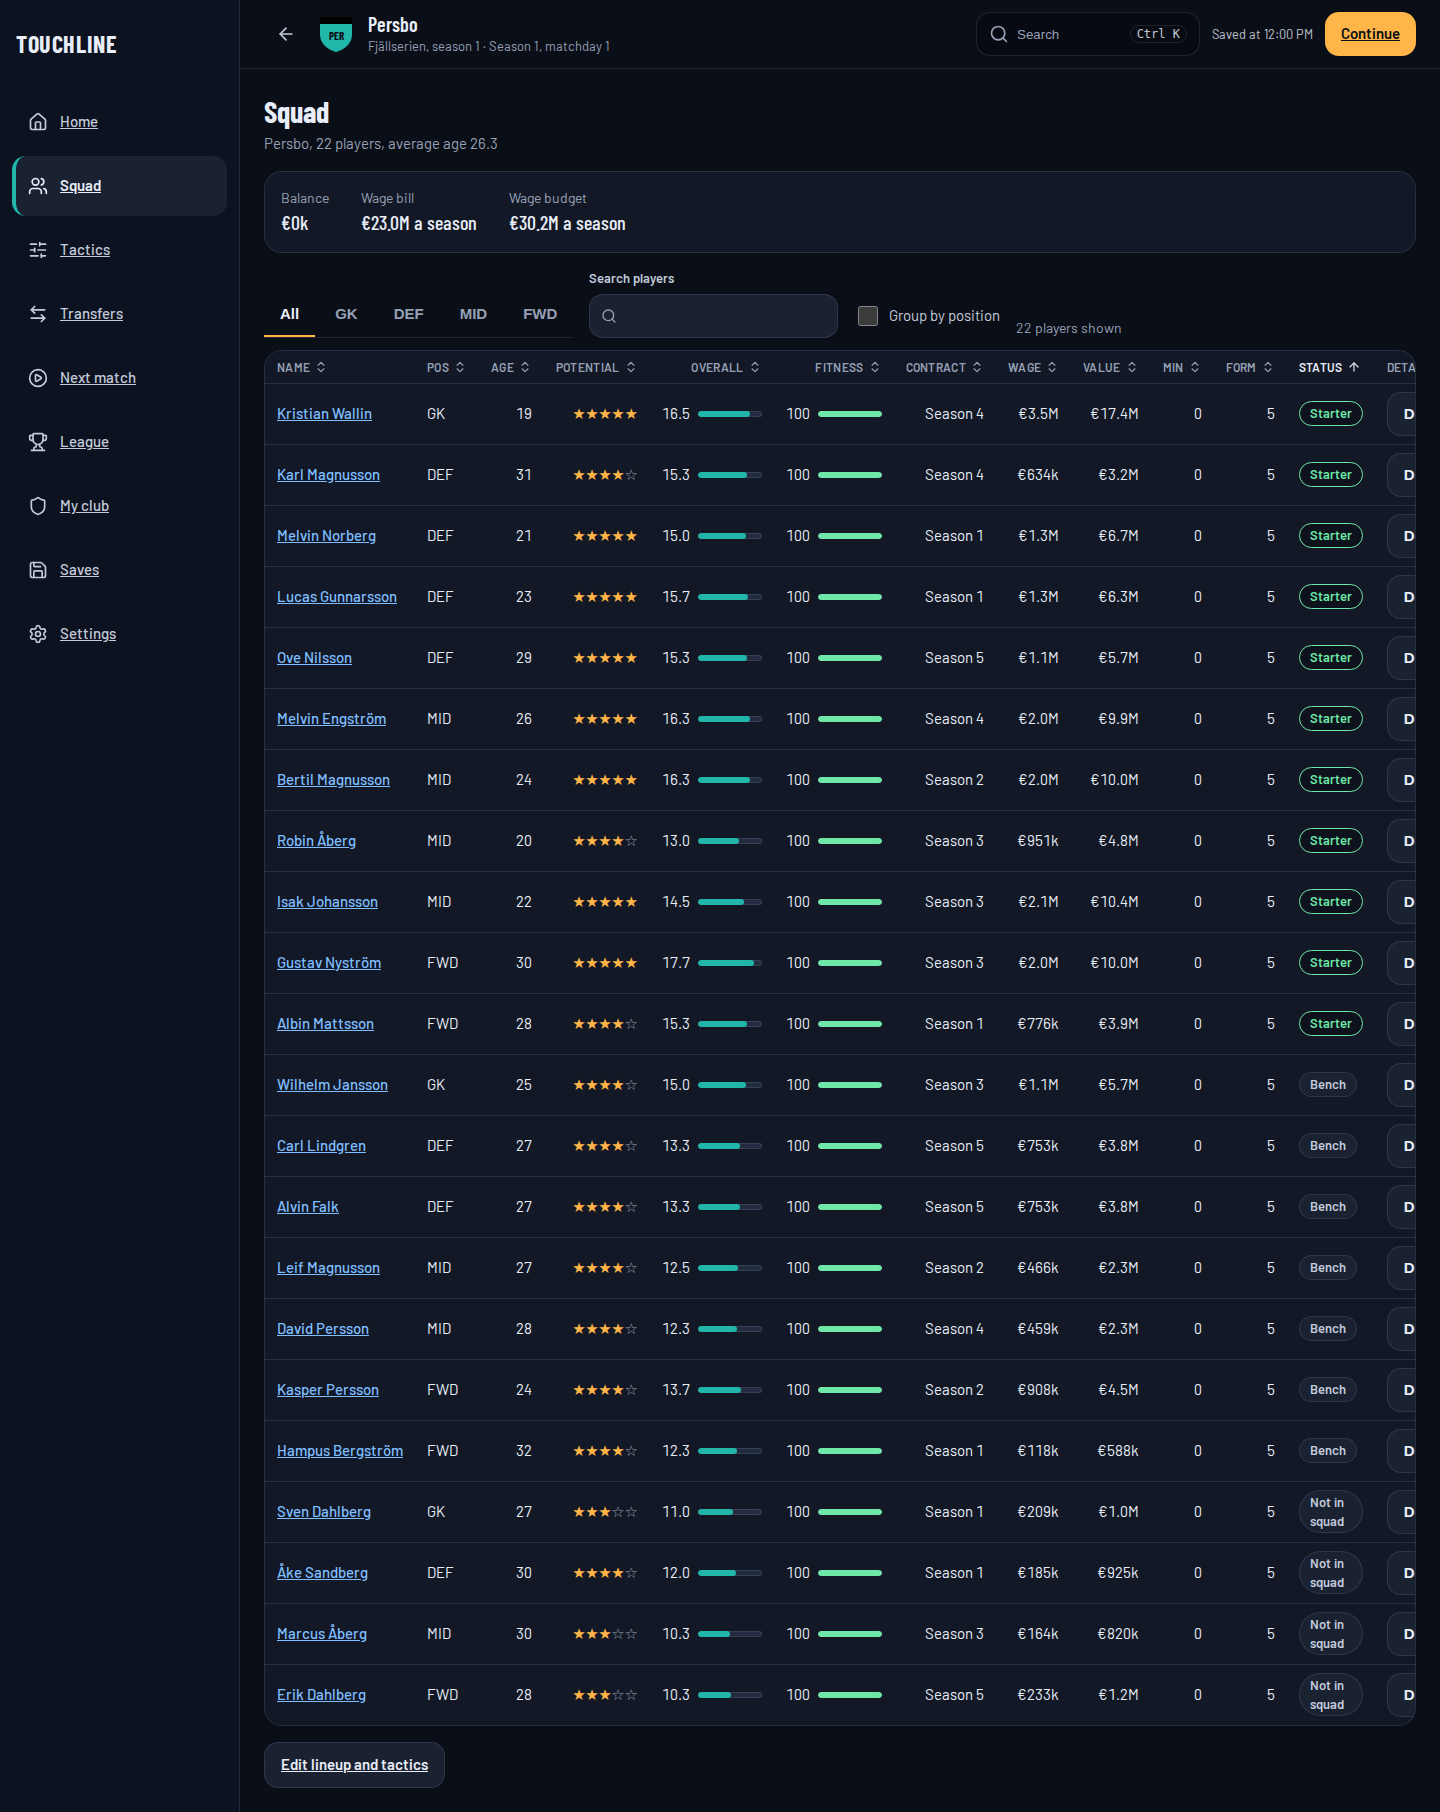 TOUCHLINE
Home
Squad
Tactics
Transfers
Next match
League
My club
Saves
Settings
PER
Persbo
Fjällserien, season 1 · Season 1, matchday 1
Search
Ctrl K
Saved at 12:00 PM
Continue
Squad
Persbo, 22 players, average age 26.3
Balance Wage bill Wage budget
€0k €23.0M a season €30.2M a season
Search players
All GK DEF MID FWD
Group by position
22 players shown
NAME POS AGE POTENTIAL OVERALL FITNESS CONTRACT WAGE VALUE MIN FORM STATUS DETA
Kristian Wallin GK 19 ★★★★★ 16.5 100 Season 4 €3.5M €17.4M 0 5 Starter D
Karl Magnusson DEF 31 ★★★★☆ 15.3 100 Season 4 €634k €3.2M 0 5 Starter D
Melvin Norberg DEF 21 ★★★★★ 15.0 100 Season 1 €1.3M €6.7M 0 5 Starter D
Lucas Gunnarsson DEF 23 ★★★★★ 15.7 100 Season 1 €1.3M €6.3M 0 5 Starter D
Ove Nilsson DEF 29 ★★★★★ 15.3 100 Season 5 €1.1M €5.7M 0 5 Starter D
Melvin Engström MID 26 ★★★★★ 16.3 100 Season 4 €2.0M €9.9M 0 5 Starter D
Bertil Magnusson MID 24 ★★★★★ 16.3 100 Season 2 €2.0M €10.0M 0 5 Starter D
Robin Åberg MID 20 ★★★★☆ 13.0 100 Season 3 €951k €4.8M 0 5 Starter D
Isak Johansson MID 22 ★★★★★ 14.5 100 Season 3 €2.1M €10.4M 0 5 Starter D
Gustav Nyström FWD 30 ★★★★★ 17.7 100 Season 3 €2.0M €10.0M 0 5 Starter D
Albin Mattsson FWD 28 ★★★★☆ 15.3 100 Season 1 €776k €3.9M 0 5 Starter D
Wilhelm Jansson GK 25 ★★★★☆ 15.0 100 Season 3 €1.1M €5.7M 0 5 Bench D
Carl Lindgren DEF 27 ★★★★☆ 13.3 100 Season 5 €753k €3.8M 0 5 Bench D
Alvin Falk DEF 27 ★★★★☆ 13.3 100 Season 5 €753k €3.8M 0 5 Bench D
Leif Magnusson MID 27 ★★★★☆ 12.5 100 Season 2 €466k €2.3M 0 5 Bench D
David Persson MID 28 ★★★★☆ 12.3 100 Season 4 €459k €2.3M 0 5 Bench D
Kasper Persson FWD 24 ★★★★☆ 13.7 100 Season 2 €908k €4.5M 0 5 Bench D
Hampus Bergström FWD 32 ★★★★☆ 12.3 100 Season 1 €118k €588k 0 5 Bench D
Sven Dahlberg GK 27 ★★★☆☆ 11.0 100 Season 1 €209k €1.0M 0 5 Not in squad D
Åke Sandberg DEF 30 ★★★★☆ 12.0 100 Season 1 €185k €925k 0 5 Not in squad D
Marcus Åberg MID 30 ★★★☆☆ 10.3 100 Season 3 €164k €820k 0 5 Not in squad D
Erik Dahlberg FWD 28 ★★★☆☆ 10.3 100 Season 5 €233k €1.2M 0 5 Not in squad D
Edit lineup and tactics